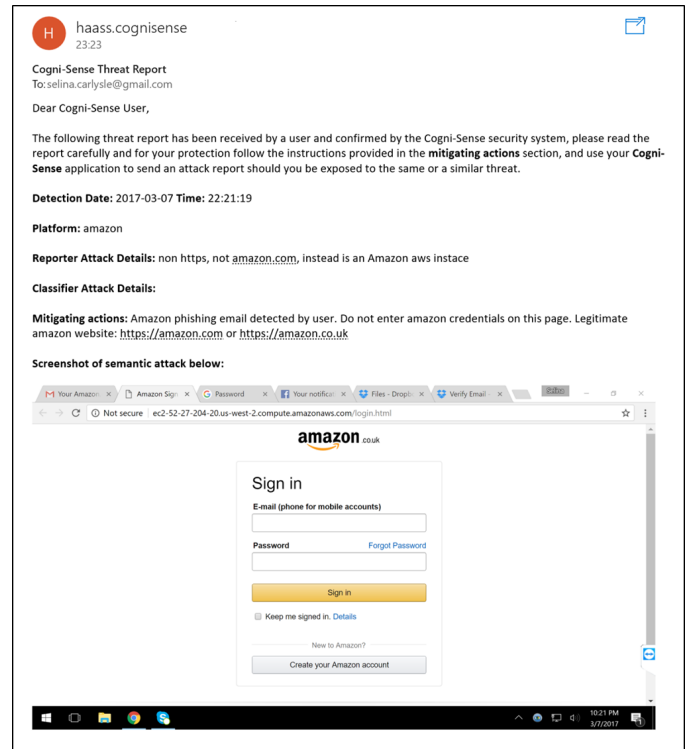 H
haass.cognisense
23:23
Cogni-Sense Threat Report
To: selina.carlysle@gmail.com
Dear Cogni-Sense User,
The following threat report has been received by a user and confirmed by the Cogni-Sense security system, please read the
report carefully and for your protection follow the instructions provided in the mitigating actions section, and use your Cogni-
Sense application to send an attack report should you be exposed to the same or a similar threat.
Detection Date: 2017-03-07 Time: 22:21:19
Platform: amazon
Reporter Attack Details: non https, not amazon.com, instead is an Amazon aws instace
Classifier Attack Details:
Mitigating actions: Amazon phishing email detected by user. Do not enter amazon credentials on this page. Legitimate
amazon website: https://amazon.com or https://amazon.co.uk
Screenshot of semantic attack below:
Your Amazon Amazon Sign Password Your notificat Files - Dropb Verify Email -
Not secure ec2-52-27-204-20.us-west-2.compute.amazonaws.com/login.html
amazon.co.uk
Sign in
E-mail (phone for mobile accounts)
Password Forgot Password
Sign in
Keep me signed in. Details
New to Amazon?
Create your Amazon account
10:21 PM
3/7/2017